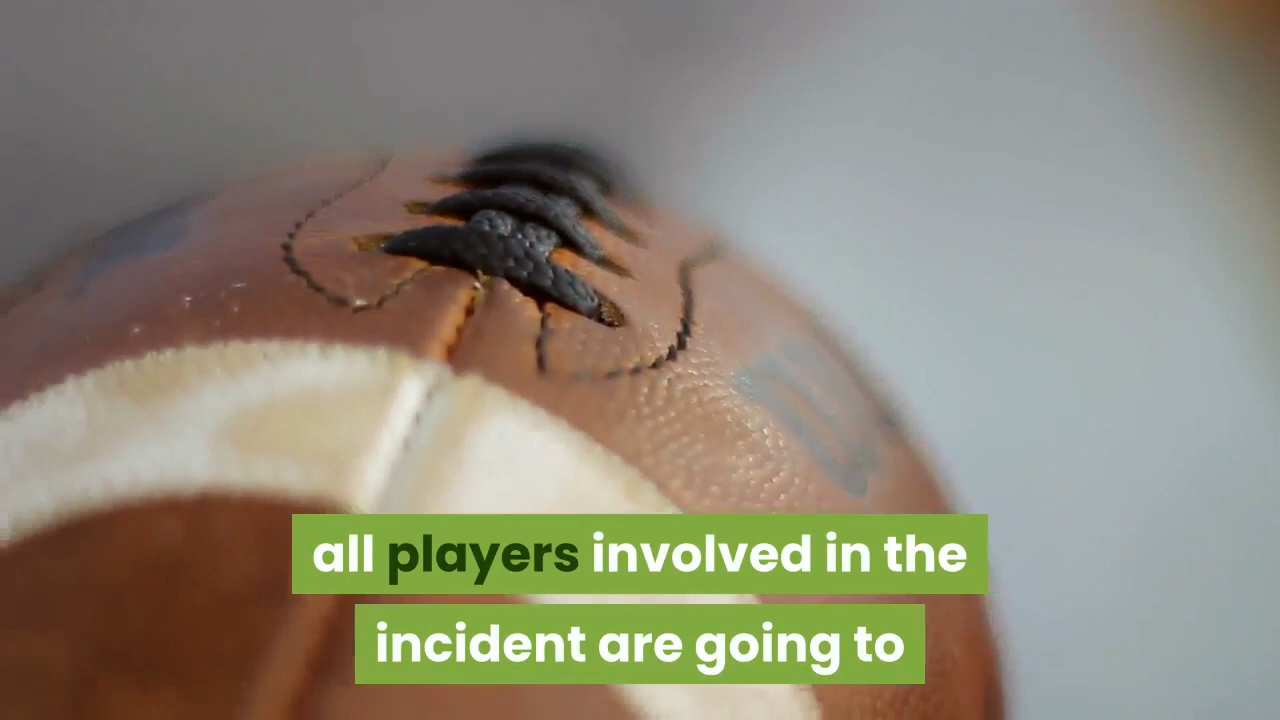 all players involved in the
incident are going to